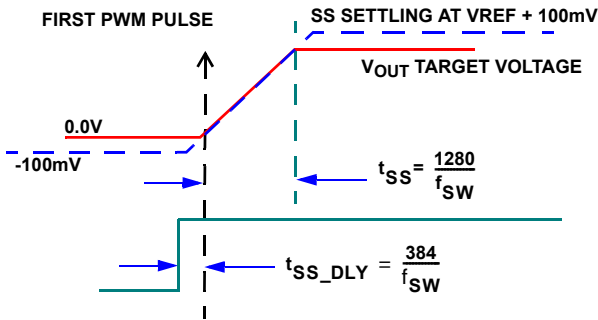 FIRST PWM PULSE
SS SETTLING AT VREF + 100mV
VOUT TARGET VOLTAGE
0.0V
-100mV
tSS= 1280/fSW
tSS_DLY = 384/fSW